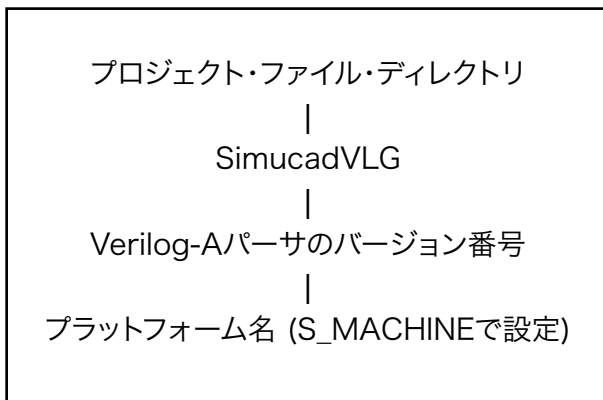 プロジェクト・ファイル・ディレクトリ
|
SimucadVLG
|
Verilog-Aパーサのバージョン番号
|
プラットフォーム名 (S_MACHINEで設定)